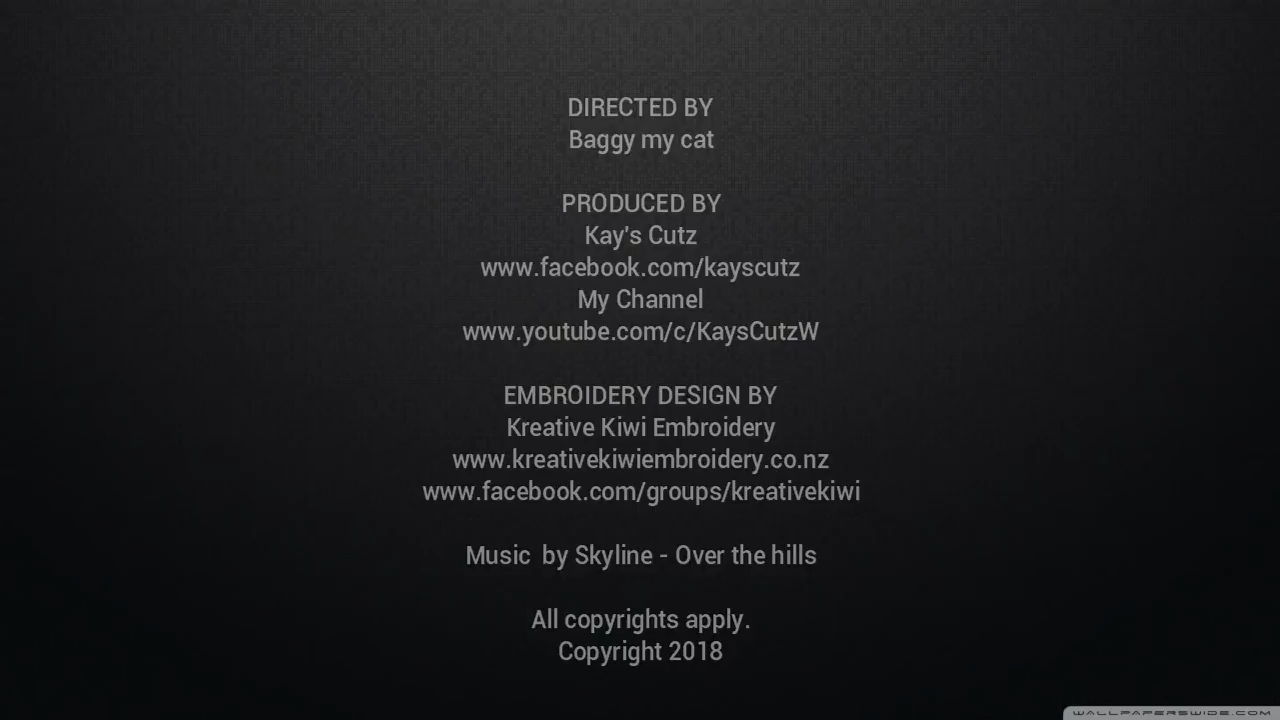 DIRECTED BY
Baggy my cat
PRODUCED BY
Kay's Cutz
www.facebook.com/kayscutz
My Channel
www.youtube.com/c/KaysCutzW
EMBROIDERY DESIGN BY
Kreative Kiwi Embroidery
www.kreativekiwiembroidery.co.nz
www.facebook.com/groups/kreativekiwi
Music by Skyline - Over the hills
All copyrights apply.
Copyright 2018
WALLPAPERSWIDE.COM